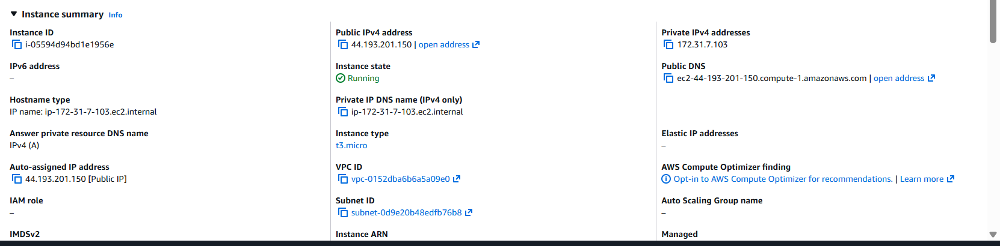 Instance summary Info
Instance ID
i-05594d94bd1e1956e
Public IPv4 address
44.193.201.150 | open address
Private IPv4 addresses
172.31.7.103
IPv6 address
–
Instance state
Running
Public DNS
ec2-44-193-201-150.compute-1.amazonaws.com | open address
Hostname type
IP name: ip-172-31-7-103.ec2.internal
Private IP DNS name (IPv4 only)
ip-172-31-7-103.ec2.internal
Answer private resource DNS name
IPv4 (A)
Instance type
t3.micro
Elastic IP addresses
–
Auto-assigned IP address
44.193.201.150 [Public IP]
VPC ID
vpc-0152dba6b6a5a09e0
AWS Compute Optimizer finding
Opt-in to AWS Compute Optimizer for recommendations. | Learn more
IAM role
–
Subnet ID
subnet-0d9e20b48edfb76b8
Auto Scaling Group name
–
IMDSv2
Instance ARN
Managed